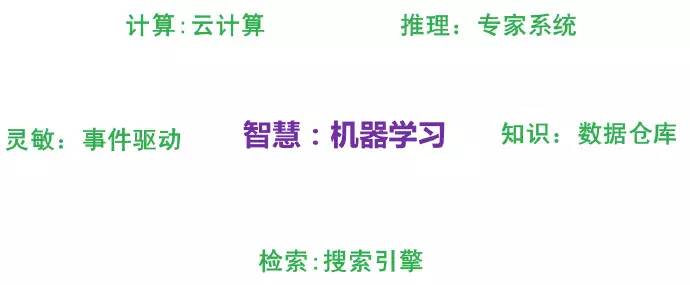 计算:云计算
推理：专家系统
灵敏：事件驱动
智慧：机器学习
知识：数据仓库
检索:搜索引擎